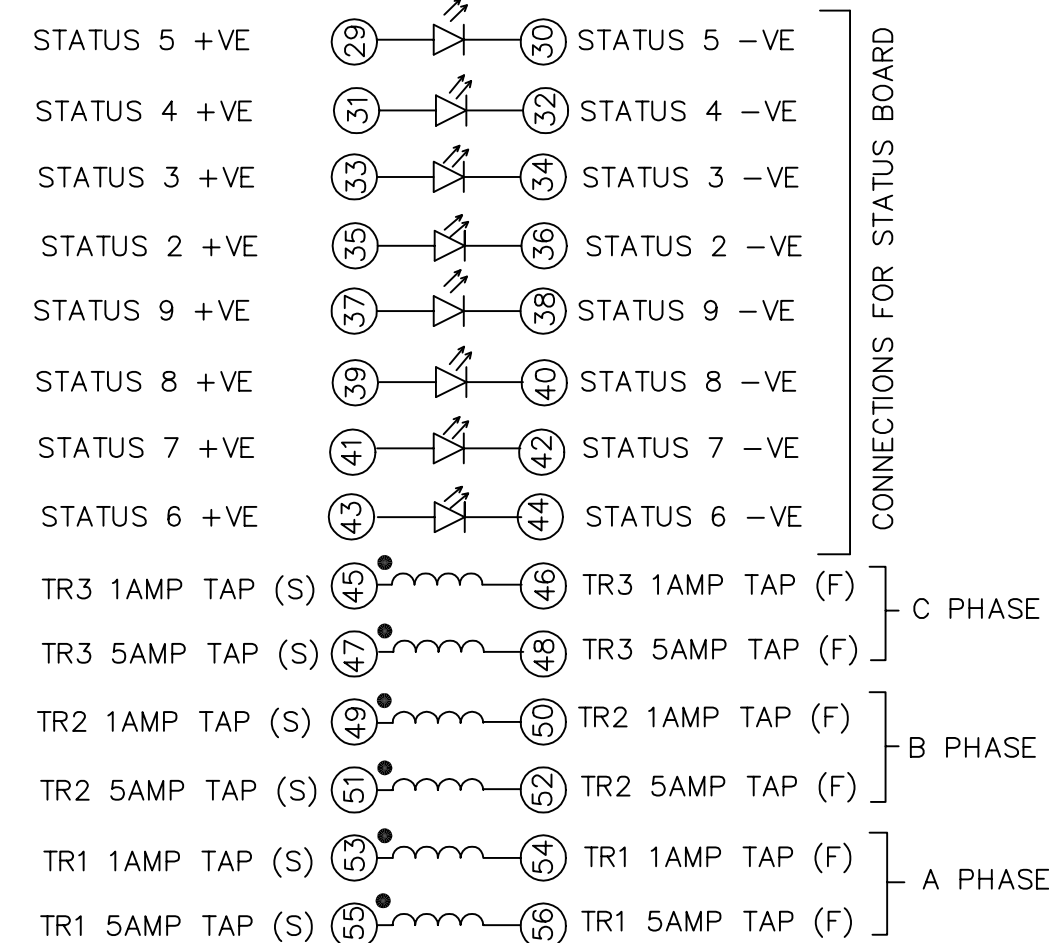 STATUS 5 +VE 29 30 STATUS 5 −VE
STATUS 4 +VE 31 32 STATUS 4 −VE
STATUS 3 +VE 33 34 STATUS 3 −VE
STATUS 2 +VE 35 36 STATUS 2 −VE
STATUS 9 +VE 37 38 STATUS 9 −VE
STATUS 8 +VE 39 40 STATUS 8 −VE
STATUS 7 +VE 41 42 STATUS 7 −VE
STATUS 6 +VE 43 44 STATUS 6 −VE
CONNECTIONS FOR STATUS BOARD
TR3 1AMP TAP (S) 45 46 TR3 1AMP TAP (F)
TR3 5AMP TAP (S) 47 48 TR3 5AMP TAP (F)
C PHASE
TR2 1AMP TAP (S) 49 50 TR2 1AMP TAP (F)
TR2 5AMP TAP (S) 51 52 TR2 5AMP TAP (F)
B PHASE
TR1 1AMP TAP (S) 53 54 TR1 1AMP TAP (F)
TR1 5AMP TAP (S) 55 56 TR1 5AMP TAP (F)
A PHASE